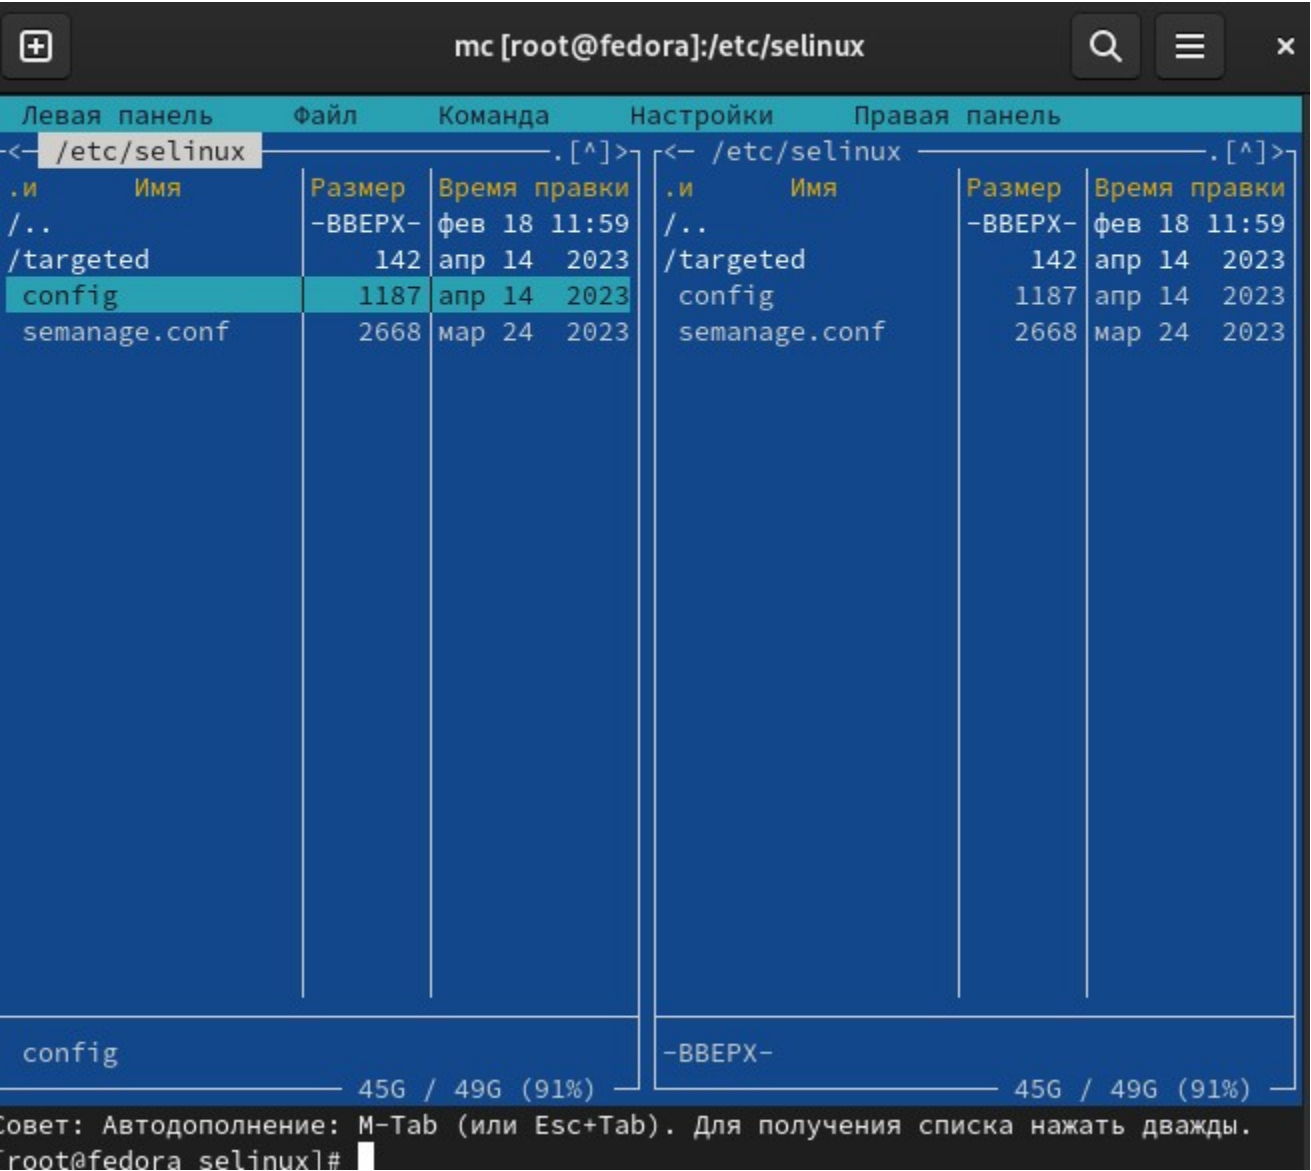 mc [root@fedora]:/etc/selinux
Левая панель Файл Команда Настройки Правая панель
<─ /etc/selinux .[^]> <─ /etc/selinux .[^]>
.и Имя Размер Время правки .и Имя Размер Время правки
/.. -ВВЕРХ- фев 18 11:59 /.. -ВВЕРХ- фев 18 11:59
/targeted 142 апр 14 2023 /targeted 142 апр 14 2023
config 1187 апр 14 2023 config 1187 апр 14 2023
semanage.conf 2668 мар 24 2023 semanage.conf 2668 мар 24 2023
config -ВВЕРХ-
45G / 49G (91%) 45G / 49G (91%)
Совет: Автодополнение: M-Tab (или Esc+Tab). Для получения списка нажать дважды.
[root@fedora selinux]#